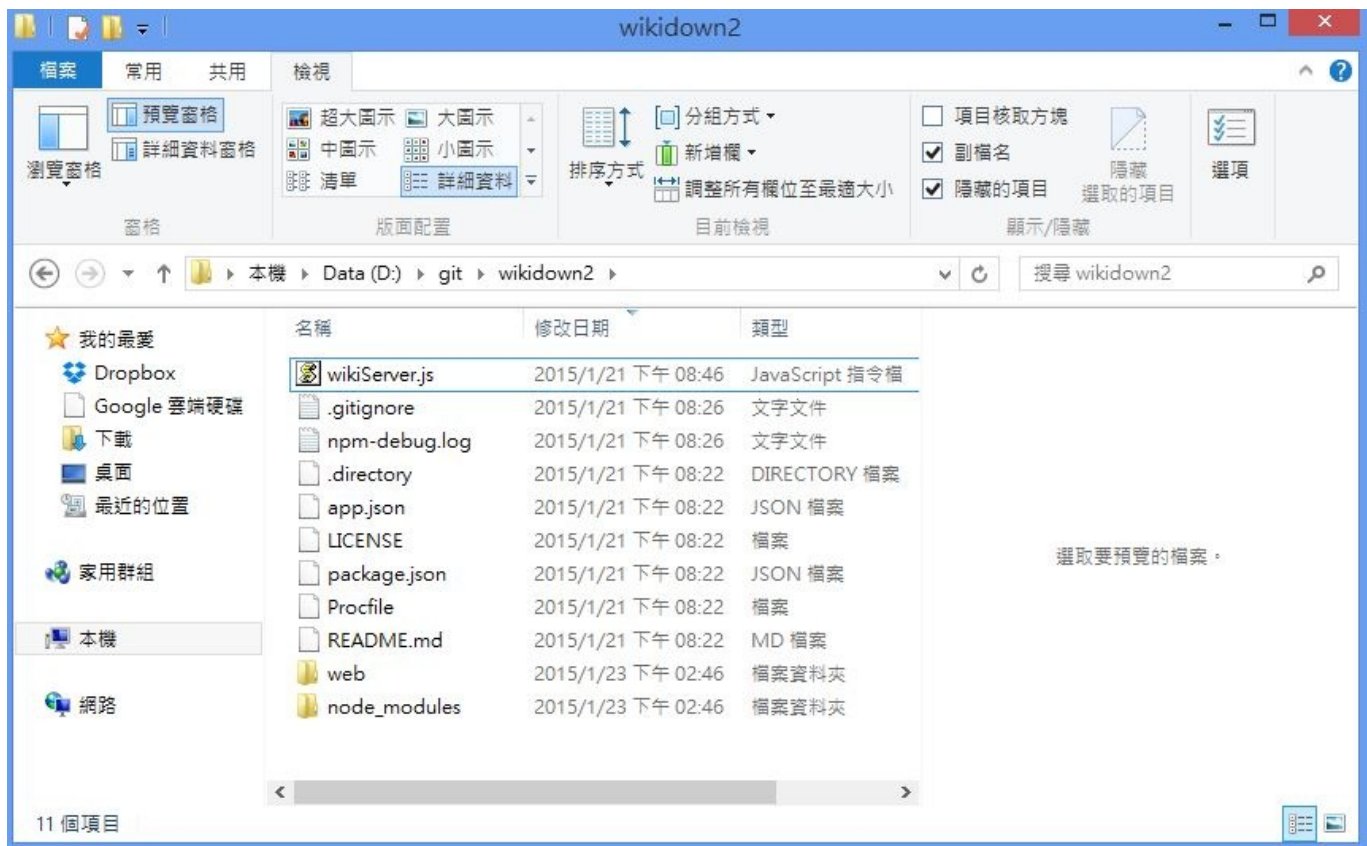 wikidown2
檔案 常用 共用 檢視
瀏覽窗格
預覽窗格
詳細資料窗格
窗格
超大圖示 大圖示
中圖示 小圖示
清單 詳細資料
版面配置
排序方式
分組方式
新增欄
調整所有欄位至最適大小
目前檢視
項目核取方塊
副檔名
隱藏的項目
隱藏
選取的項目
顯示/隱藏
選項
本機 Data (D:) git wikidown2
搜尋 wikidown2
我的最愛
Dropbox
Google 雲端硬碟
下載
桌面
最近的位置
家用群組
本機
網路
名稱 修改日期 類型
wikiServer.js 2015/1/21 下午 08:46 JavaScript 指令檔
.gitignore 2015/1/21 下午 08:26 文字文件
npm-debug.log 2015/1/21 下午 08:26 文字文件
.directory 2015/1/21 下午 08:22 DIRECTORY 檔案
app.json 2015/1/21 下午 08:22 JSON 檔案
LICENSE 2015/1/21 下午 08:22 檔案
package.json 2015/1/21 下午 08:22 JSON 檔案
Procfile 2015/1/21 下午 08:22 檔案
README.md 2015/1/21 下午 08:22 MD 檔案
web 2015/1/23 下午 02:46 檔案資料夾
node_modules 2015/1/23 下午 02:46 檔案資料夾
選取要預覽的檔案。
11 個項目